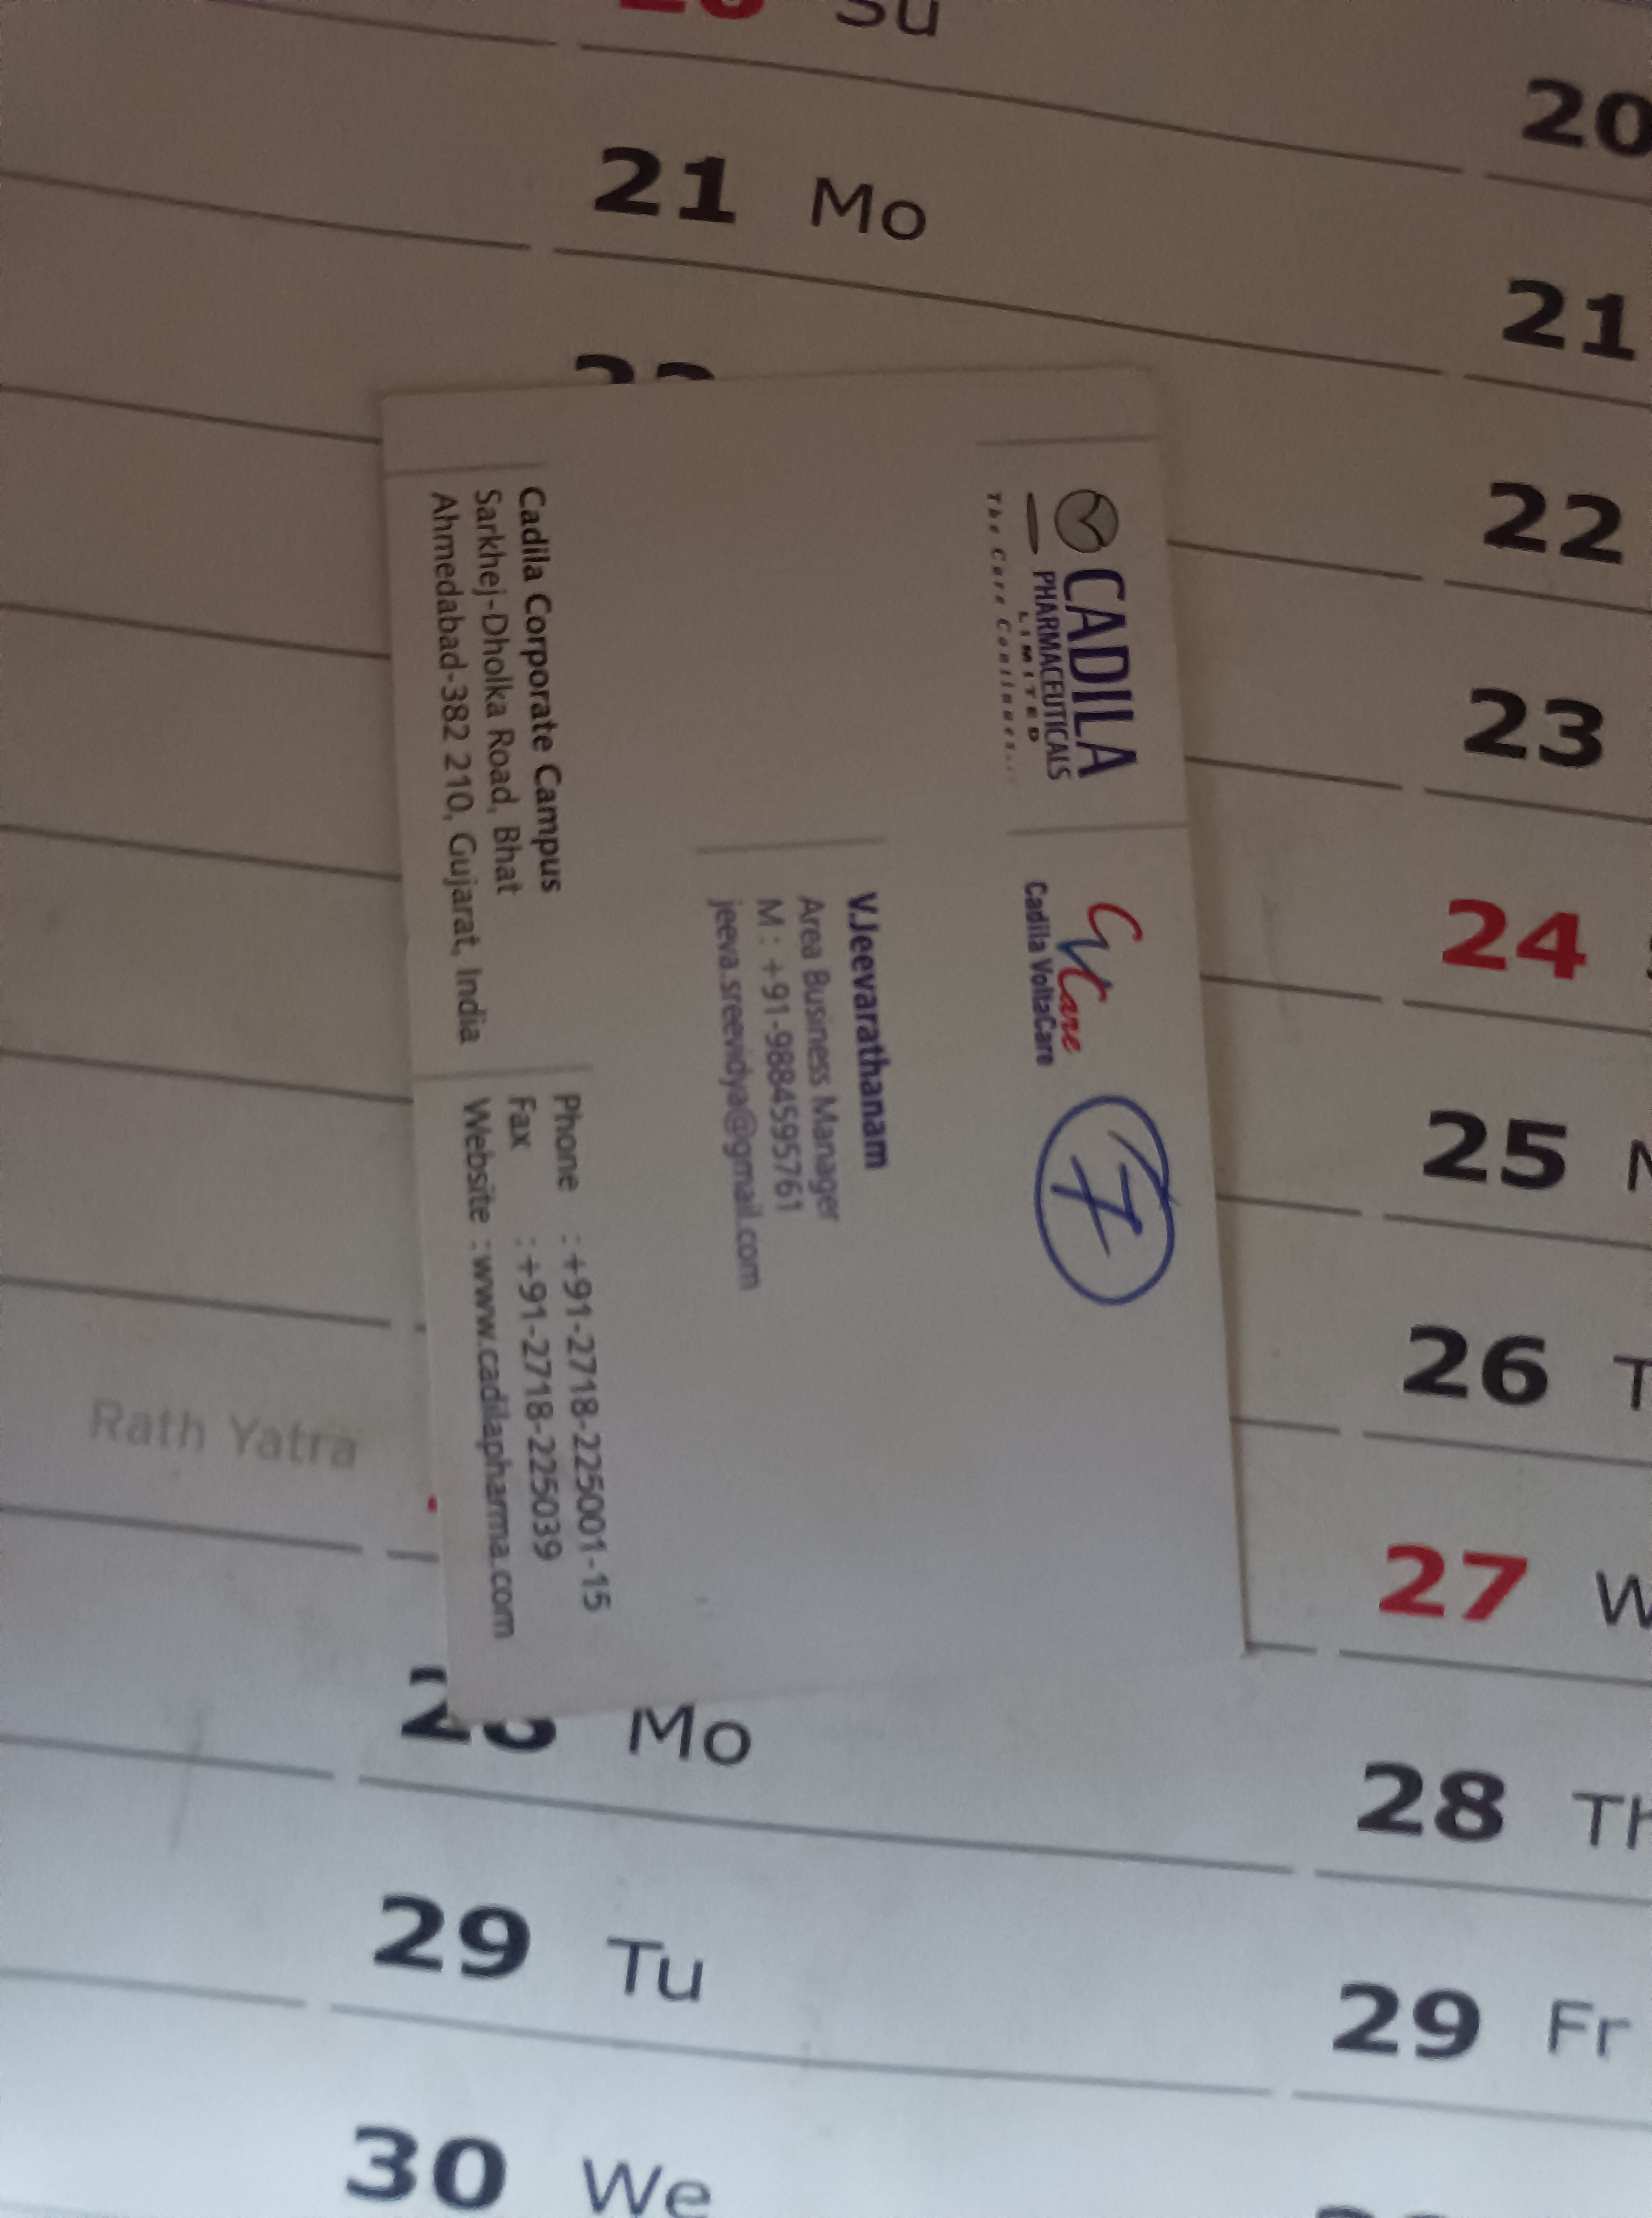 Su
21 Mo
20
21
22
23
24
25
26
27 W
28 Th
29 Fr
CADILA
PHARMACEUTICALS
LIMITED
The Care Continues...
CVCare
Cadila VoltaCare
7
V.Jeevarathanam
Area Business Manager
M : +91-9884595761
jeeva.sreevidya@gmail.com
Cadila Corporate Campus
Sarkhej-Dholka Road, Bhat
Ahmedabad-382 210, Gujarat, India
Phone : +91-2718-225001-15
Fax : +91-2718-225039
Website : www.cadilapharma.com
Rath Yatra
Mo
29 Tu
30 We